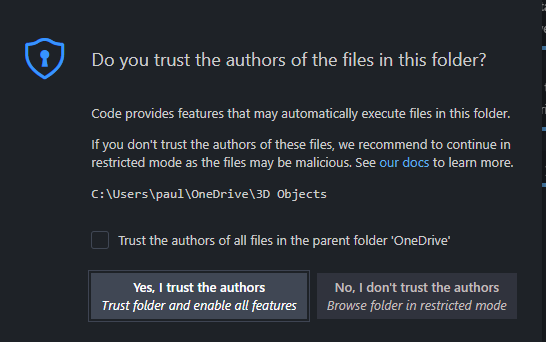 Do you trust the authors of the files in this folder?
Code provides features that may automatically execute files in this folder.
If you don't trust the authors of these files, we recommend to continue in
restricted mode as the files may be malicious. See our docs to learn more.
C:\Users\paul\OneDrive\3D Objects
Trust the authors of all files in the parent folder 'OneDrive'
Yes, I trust the authors
Trust folder and enable all features
No, I don't trust the authors
Browse folder in restricted mode